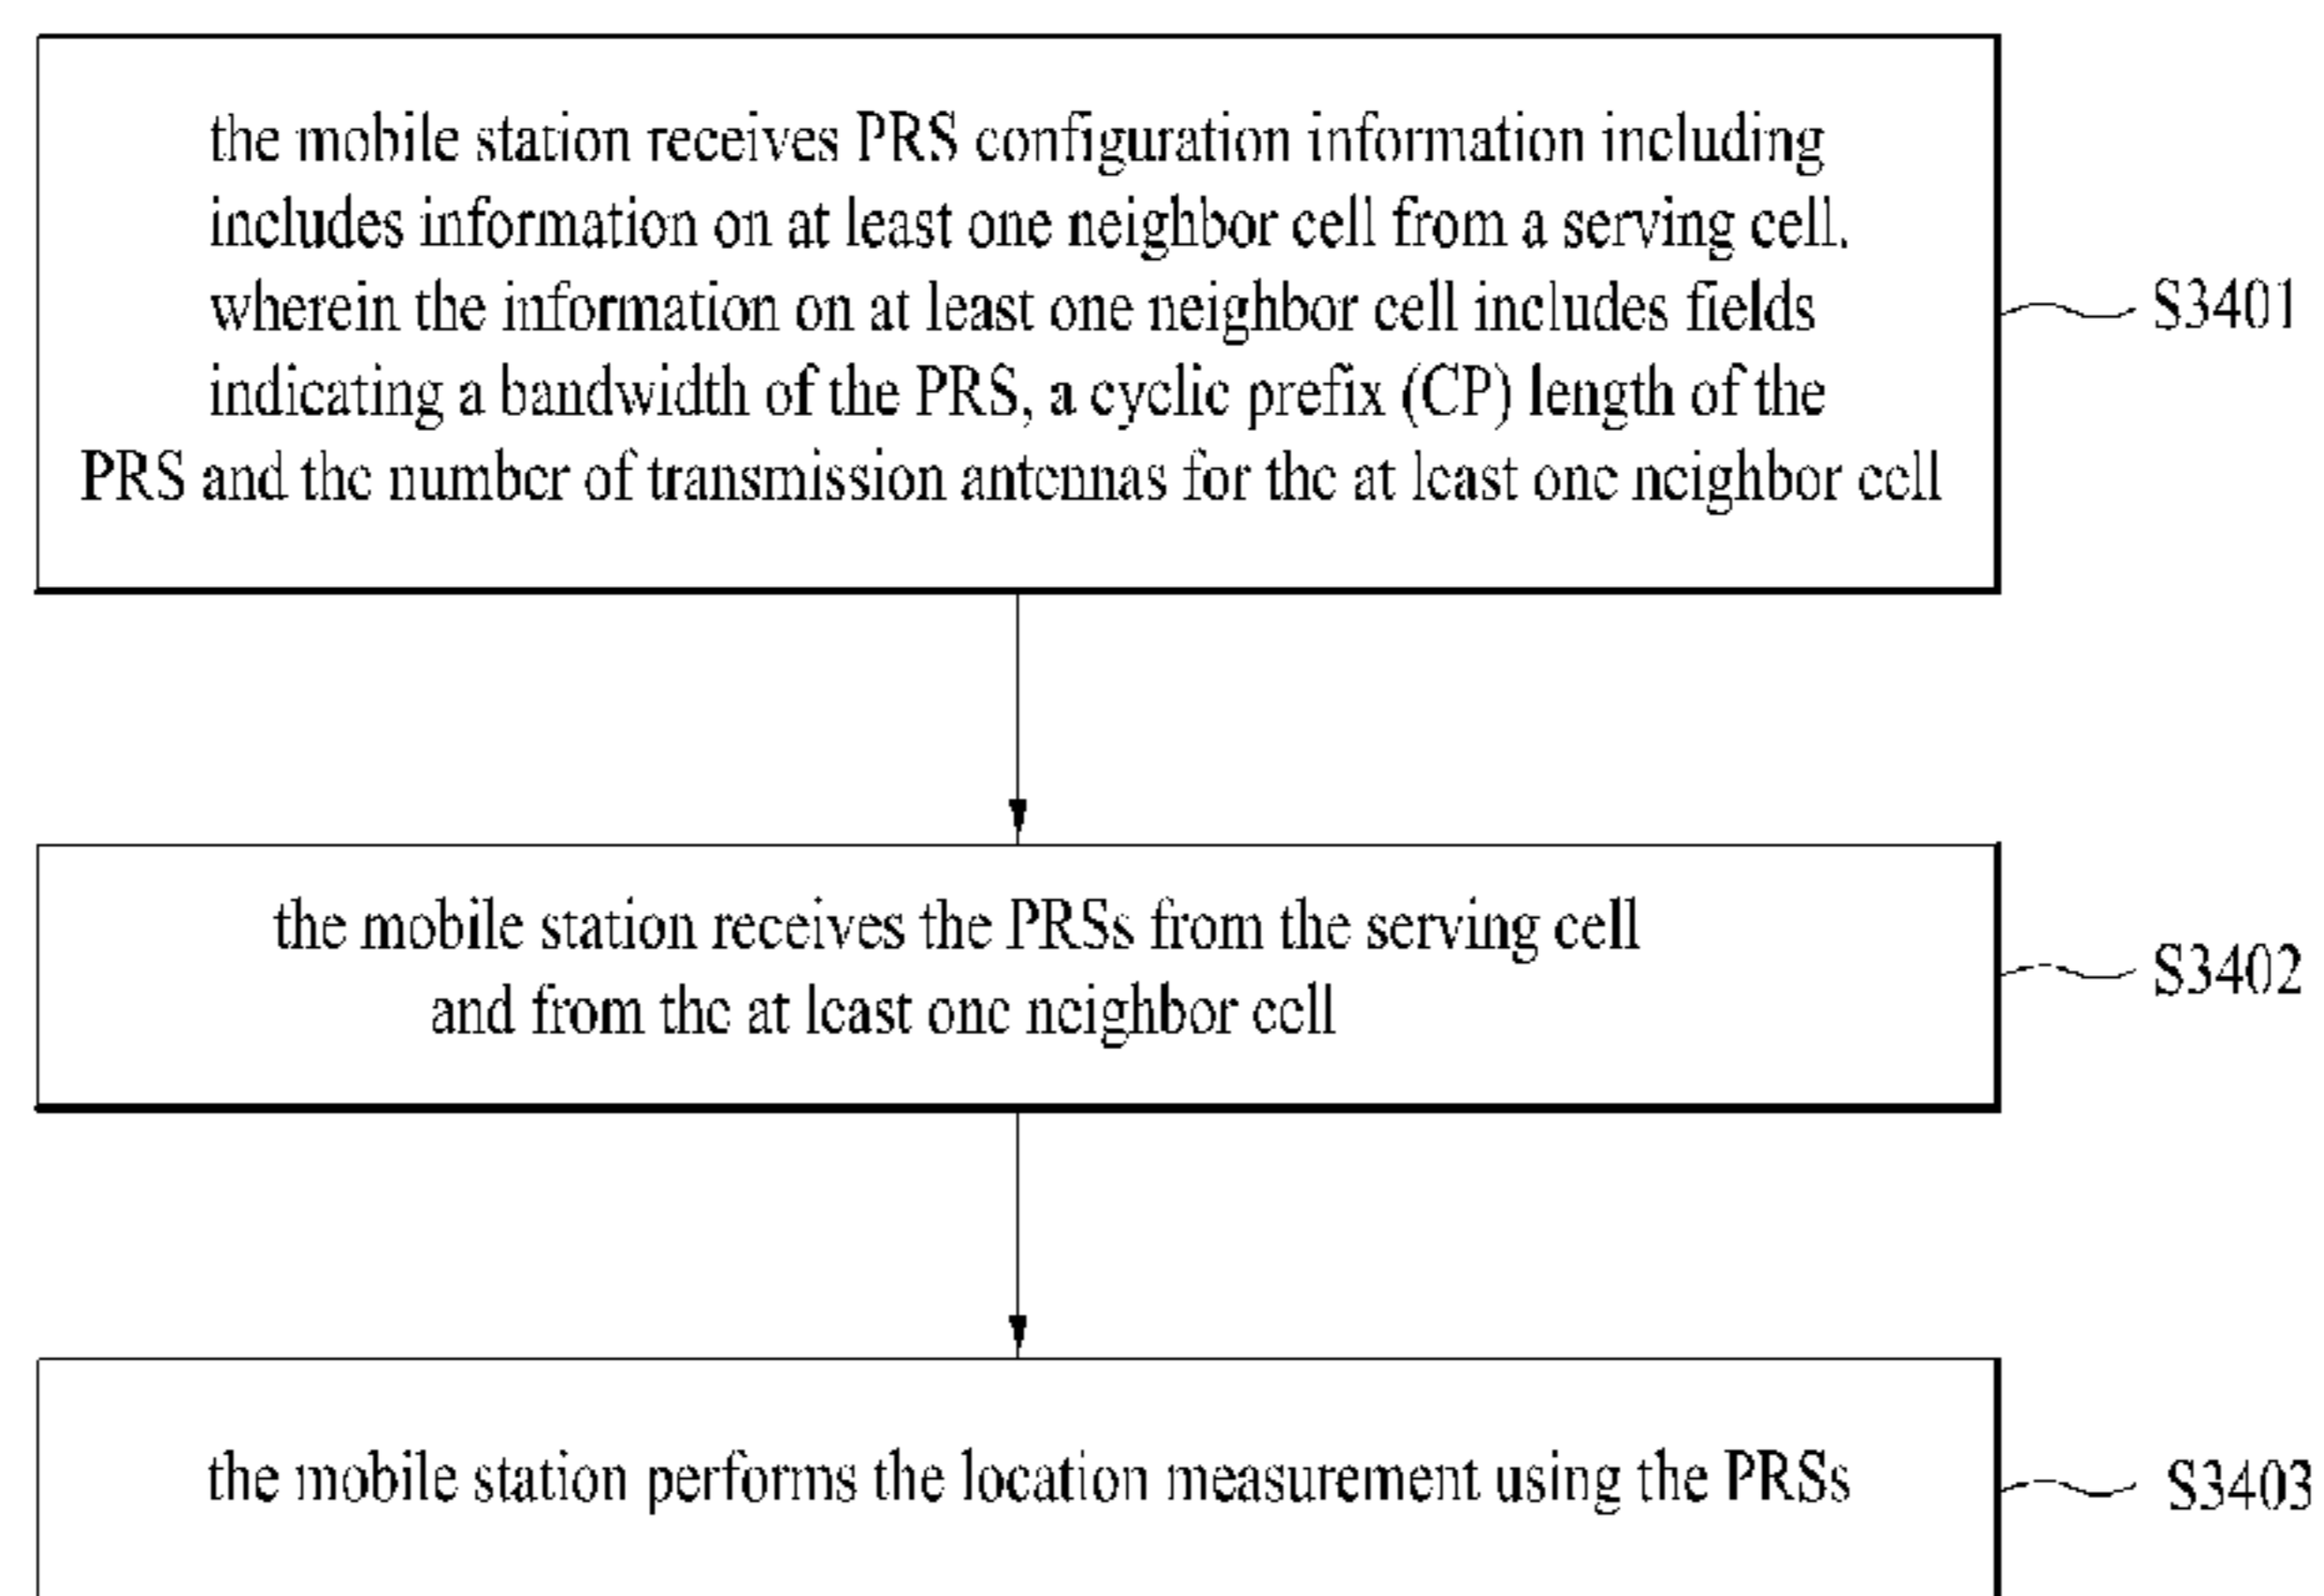 the mobile station receives PRS configuration information including
includes information on at least one neighbor cell from a serving cell.
wherein the information on at least one neighbor cell includes fields
indicating a bandwidth of the PRS, a cyclic prefix (CP) length of the
PRS and the number of transmission antennas for the at least one neighbor cell
S3401
the mobile station receives the PRSs from the serving cell
and from the at least one neighbor cell
S3402
the mobile station performs the location measurement using the PRSs
S3403